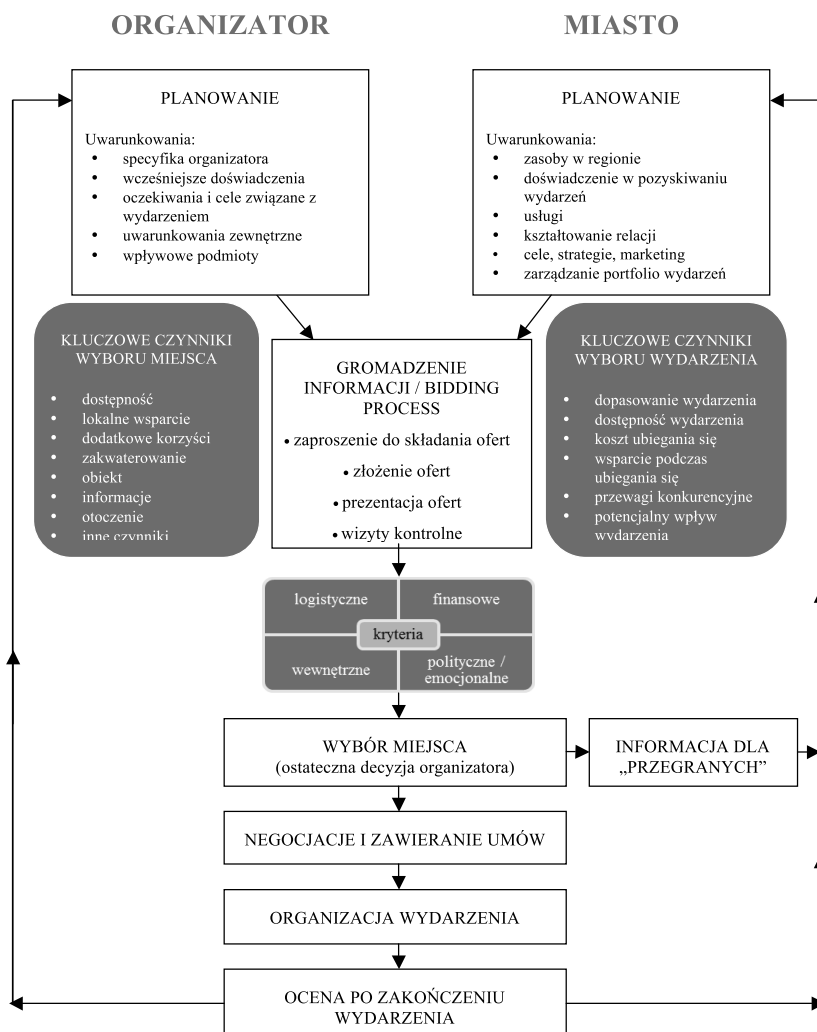 ORGANIZATOR
MIASTO
PLANOWANIE
Uwarunkowania:
• specyfika organizatora
• wcześniejsze doświadczenia
• oczekiwania i cele związane z
wydarzeniem
• uwarunkowania zewnętrzne
• wpływowe podmioty
PLANOWANIE
Uwarunkowania:
• zasoby w regionie
• doświadczenie w pozyskiwaniu
wydarzeń
• usługi
• kształtowanie relacji
• cele, strategie, marketing
• zarządzanie portfolio wydarzeń
KLUCZOWE CZYNNIKI
WYBORU MIEJSCA
• dostępność
• lokalne wsparcie
• dodatkowe korzyści
• zakwaterowanie
• obiekt
• informacje
• otoczenie
• inne czynniki
GROMADZENIE
INFORMACJI / BIDDING
PROCESS
• zaproszenie do składania ofert
• złożenie ofert
• prezentacja ofert
• wizyty kontrolne
KLUCZOWE CZYNNIKI
WYBORU WYDARZENIA
• dopasowanie wydarzenia
• dostępność wydarzenia
• koszt ubiegania się
• wsparcie podczas
ubiegania się
• przewagi konkurencyjne
• potencjalny wpływ
wydarzenia
logistyczne
finansowe
kryteria
wewnętrzne
polityczne /
emocjonalne
WYBÓR MIEJSCA
(ostateczna decyzja organizatora)
INFORMACJA DLA
„PRZEGRANYCH”
NEGOCJACJE I ZAWIERANIE UMÓW
ORGANIZACJA WYDARZENIA
OCENA PO ZAKOŃCZENIU
WYDARZENIA